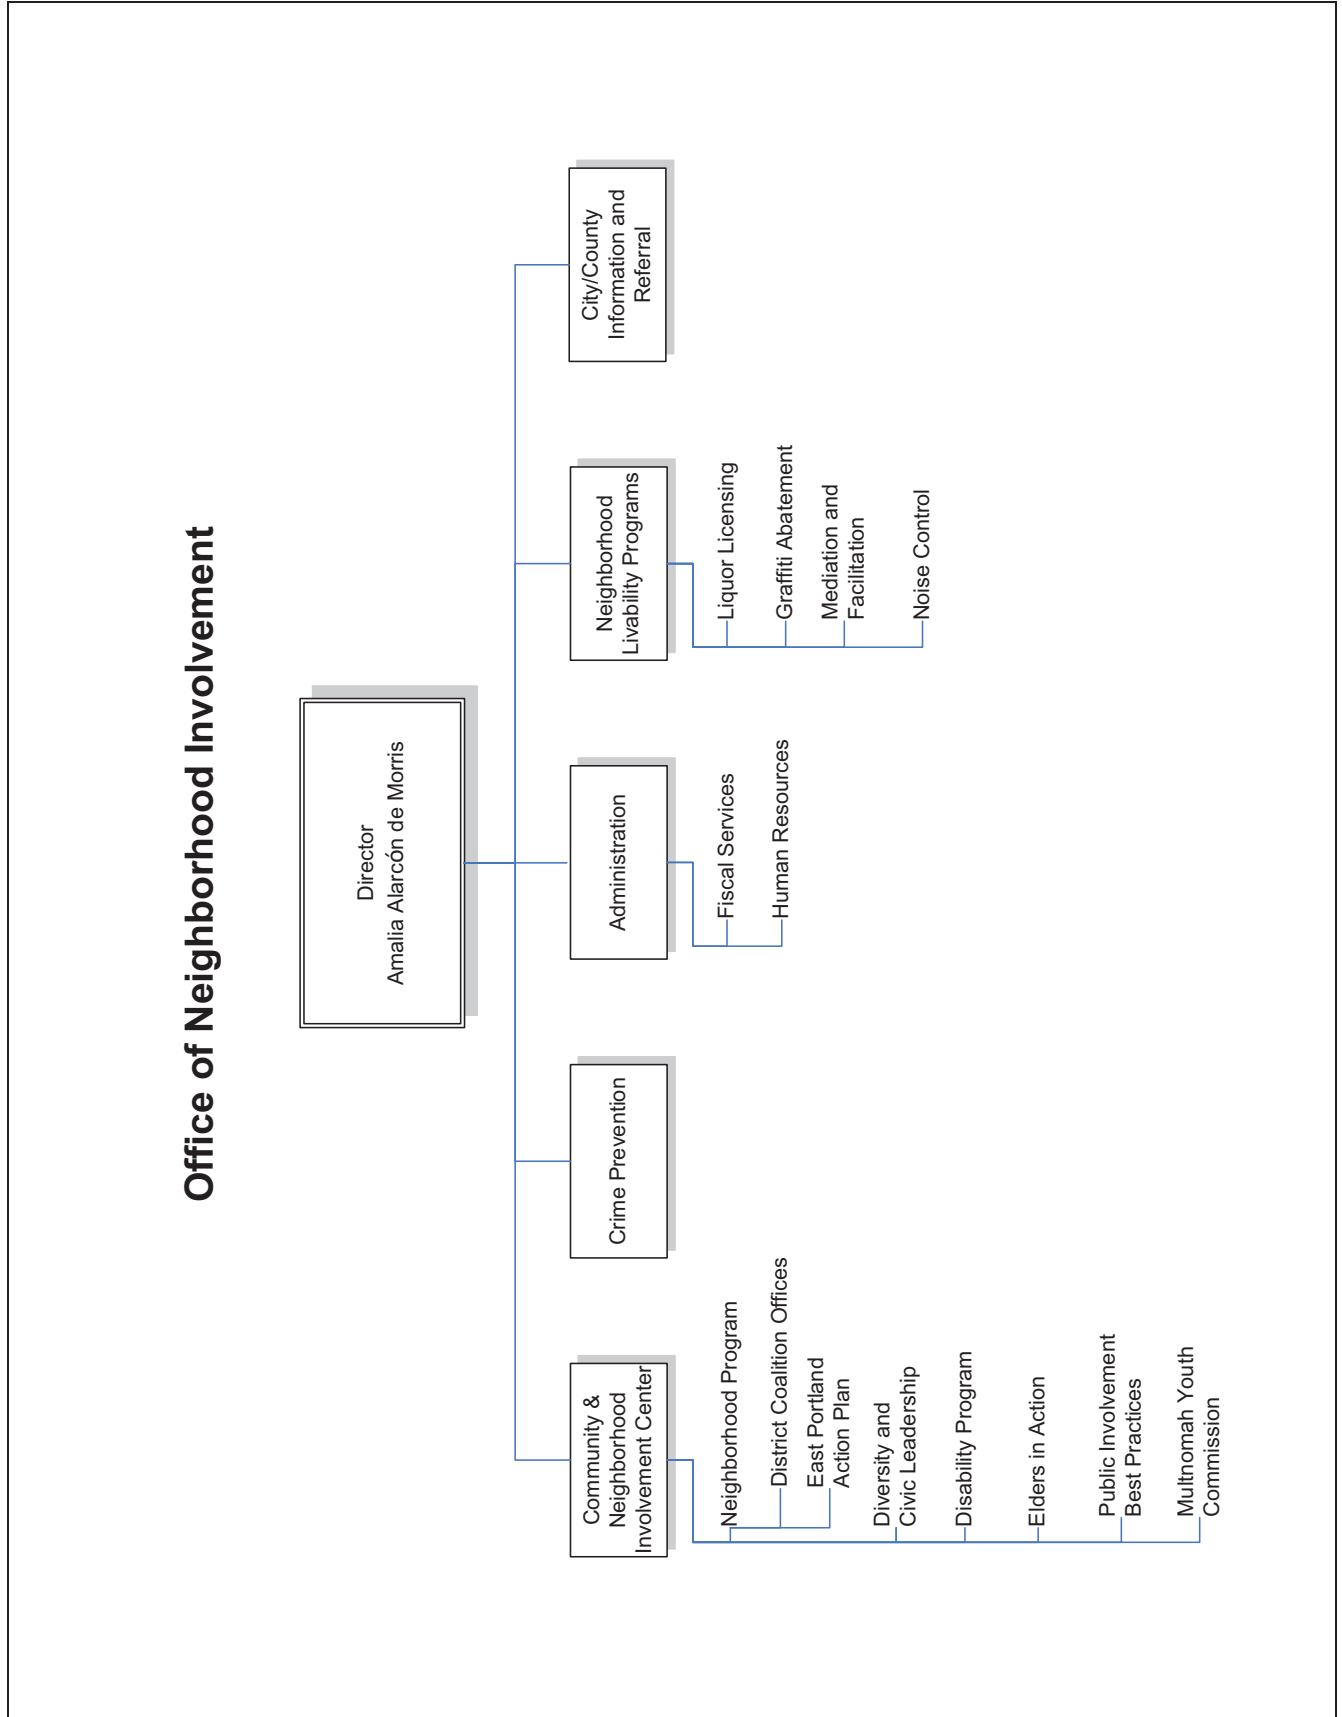 Office of Neighborhood Involvement
Director
Amalia Alarcón de Morris
Community &
Neighborhood
Involvement Center
Neighborhood Program
District Coalition Offices
East Portland
Action Plan
Diversity and
Civic Leadership
Disability Program
Elders in Action
Public Involvement
Best Practices
Multnomah Youth
Commission
Crime Prevention
Administration
Fiscal Services
Human Resources
Neighborhood
Livability Programs
Liquor Licensing
Graffiti Abatement
Mediation and
Facilitation
Noise Control
City/County
Information and
Referral